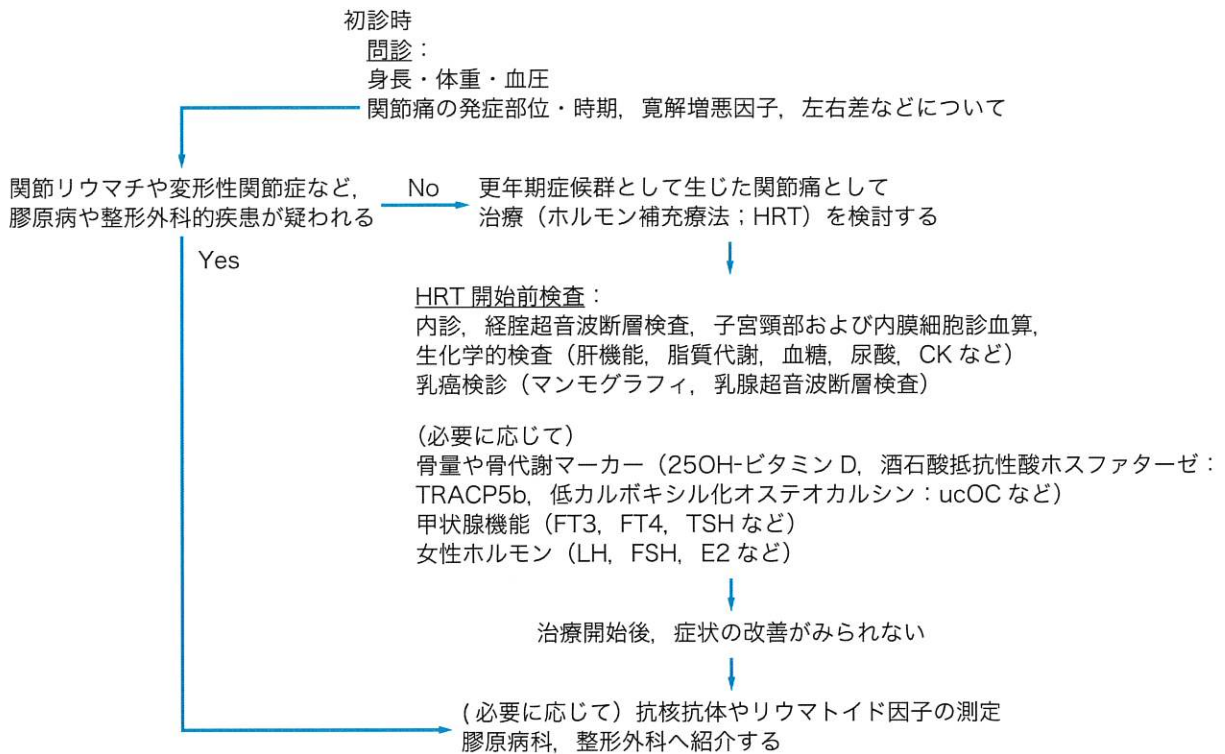 初診時
問診:
身長・体重・血圧
関節痛の発症部位・時期,寛解増悪因子,左右差などについて
関節リウマチや変形性関節症など,
膠原病や整形外科的疾患が疑われる
No
更年期症候群として生じた関節痛として
治療(ホルモン補充療法;HRT)を検討する
Yes
HRT 開始前検査:
内診,経腟超音波断層検査,子宮頸部および内膜細胞診血算,
生化学的検査(肝機能,脂質代謝,血糖,尿酸,CK など)
乳癌検診(マンモグラフィ,乳腺超音波断層検査)
(必要に応じて)
骨量や骨代謝マーカー(25OH-ビタミン D,酒石酸抵抗性酸ホスファターゼ:
TRACP5b,低カルボキシル化オステオカルシン:ucOC など)
甲状腺機能(FT3,FT4,TSH など)
女性ホルモン(LH,FSH,E2 など)
治療開始後,症状の改善がみられない
(必要に応じて)抗核抗体やリウマトイド因子の測定
膠原病科,整形外科へ紹介する